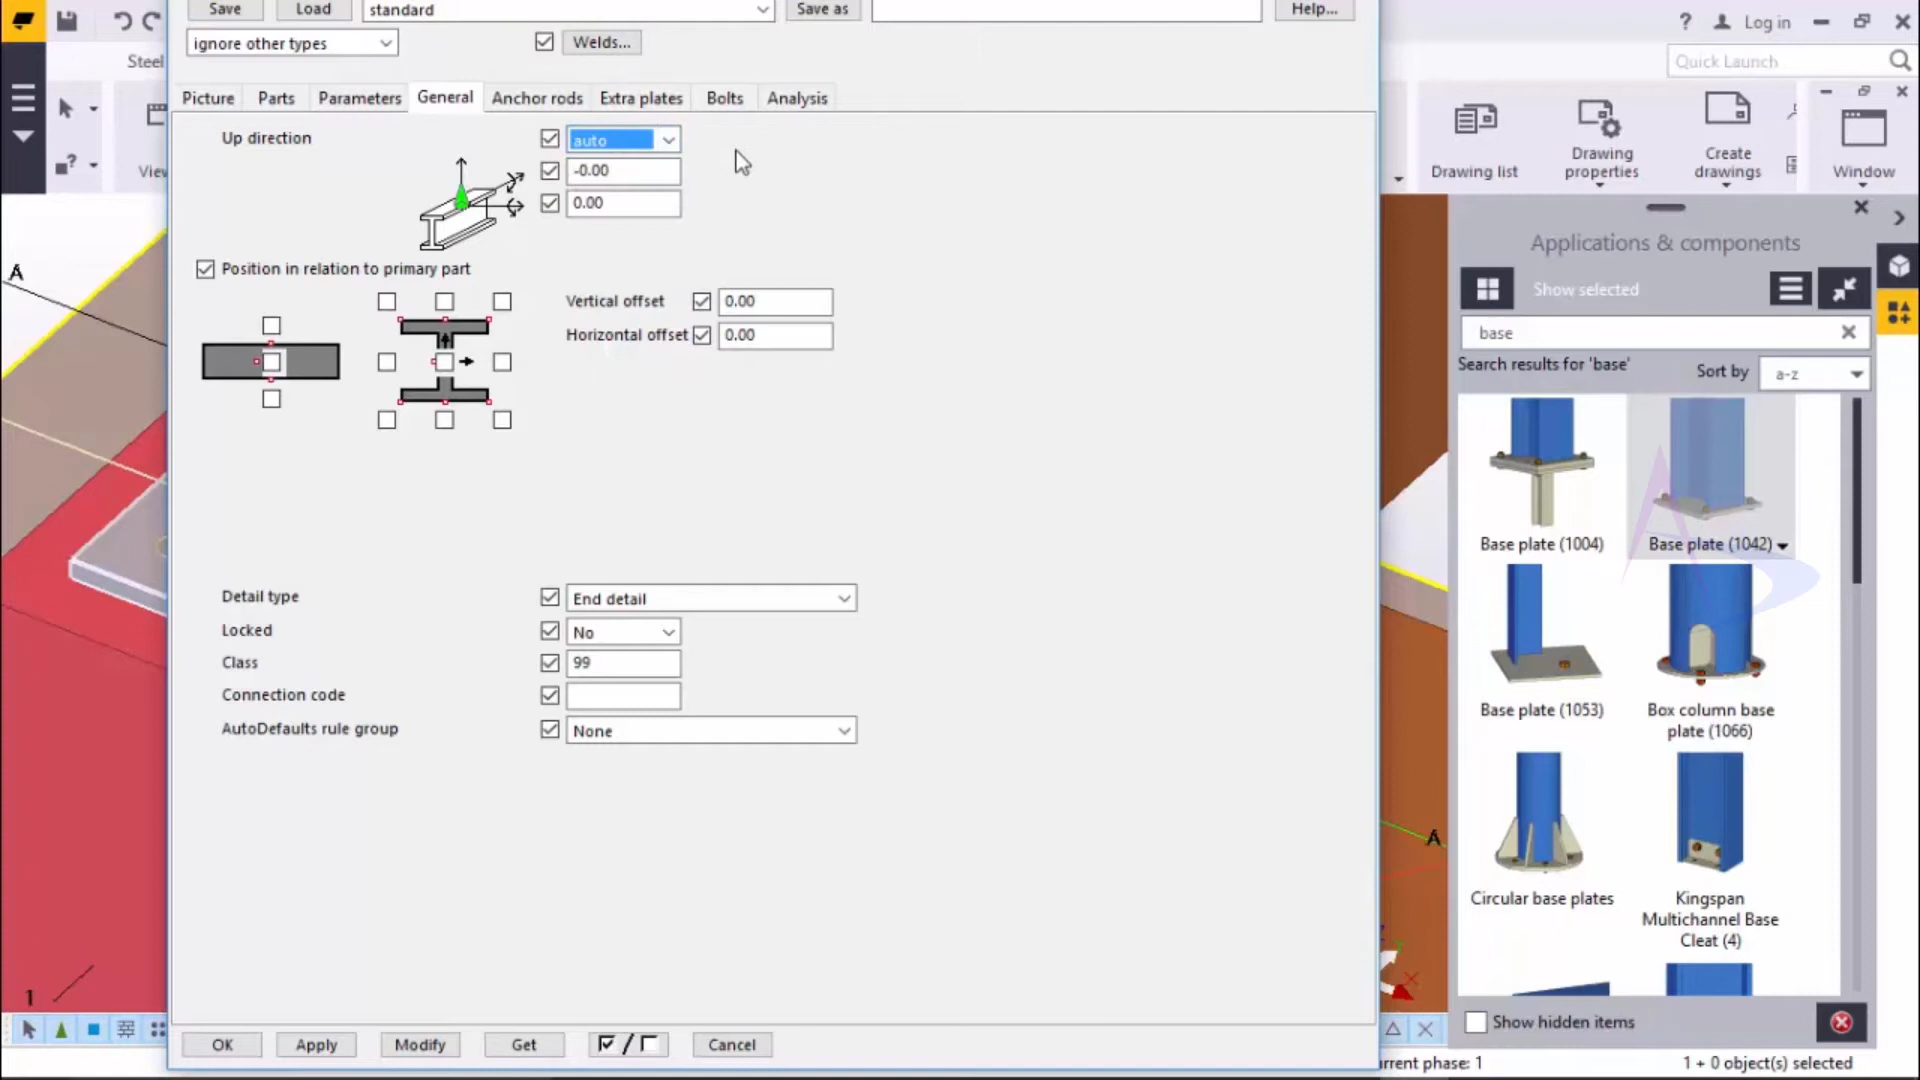 Save
Load
standard
Save as
Help...
Log in
ignore other types
Welds...
Steel
Quick Launch
Picture
Parts
Parameters
General
Anchor rods
Extra plates
Bolts
Analysis
Up direction
auto
-0.00
0.00
Drawing list
Drawing properties
Create drawings
Window
Applications & components
Position in relation to primary part
Vertical offset
0.00
Horizontal offset
0.00
Show selected
base
Search results for 'base'
Sort by
a-z
A
Base plate (1004)
Base plate (1042)
Detail type
End detail
Locked
No
Class
99
Connection code
AutoDefaults rule group
None
Base plate (1053)
Box column base
plate (1066)
A
Circular base plates
Kingspan
Multichannel Base
Cleat (4)
1
Show hidden items
OK
Apply
Modify
Get
Cancel
urrent phase: 1
1 + 0 object(s) selected